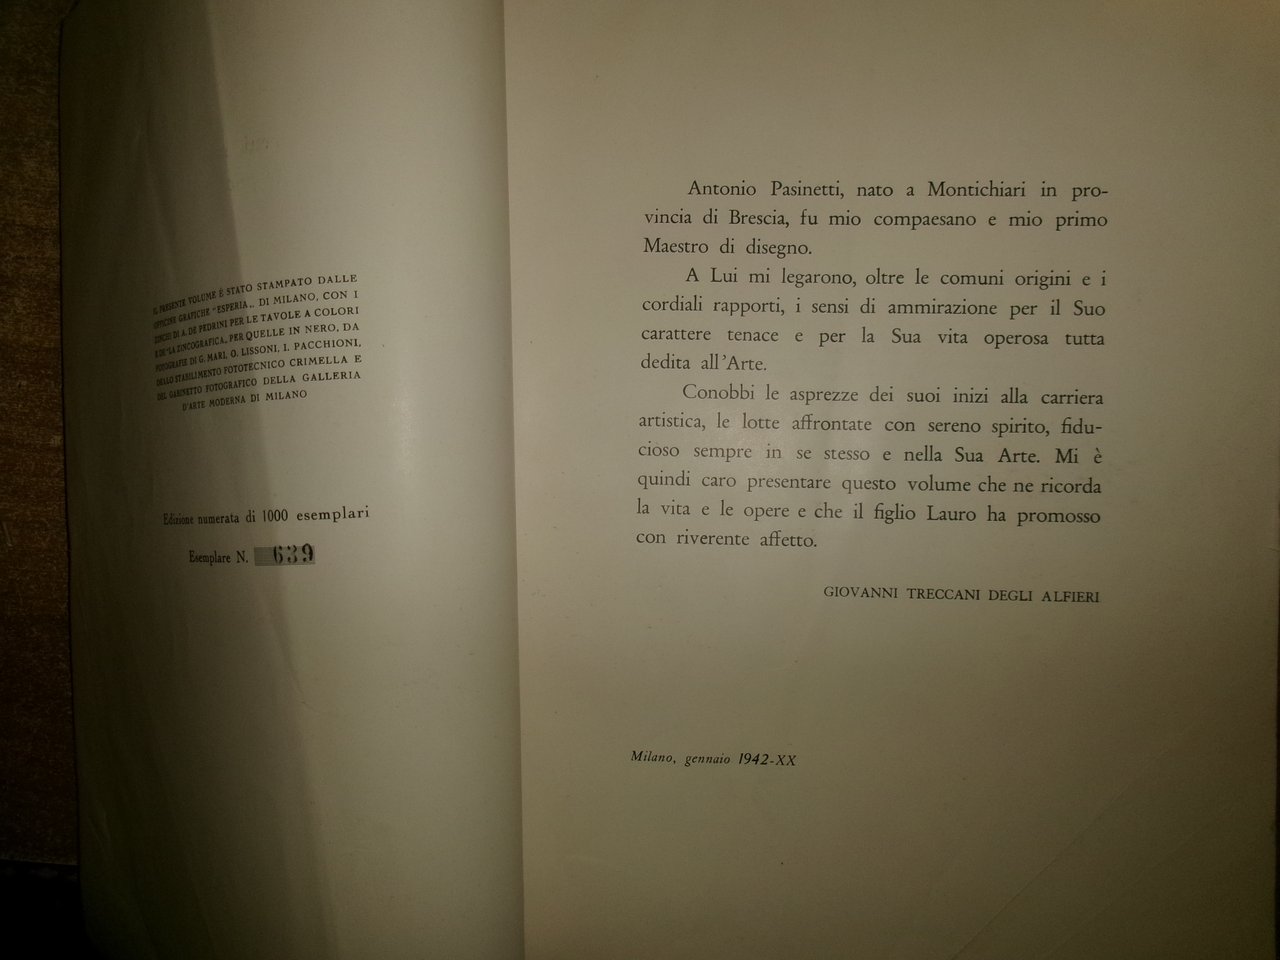 IL PRESENTE VOLUME È STATO STAMPATO DALLE
OFFICINE GRAFICHE "ESPERIA„ DI MILANO, CON I
ZINCHI DI A. DE PEDRINI PER LE TAVOLE A COLORI
E DE "LA ZINCOGRAFICA„ PER QUELLE IN NERO, DA
FOTOGRAFIE DI G. MARI, O. LISSONI, I. PACCHIONI,
DELLO STABILIMENTO FOTOTECNICO CRIMELLA E
DEL GABINETTO FOTOGRAFICO DELLA GALLERIA
D'ARTE MODERNA DI MILANO
Edizione numerata di 1000 esemplari
Esemplare N. 639
Antonio Pasinetti, nato a Montichiari in pro-
vincia di Brescia, fu mio compaesano e mio primo
Maestro di disegno.
A Lui mi legarono, oltre le comuni origini e i
cordiali rapporti, i sensi di ammirazione per il Suo
carattere tenace e per la Sua vita operosa tutta
dedita all'Arte.
Conobbi le asprezze dei suoi inizi alla carriera
artistica, le lotte affrontate con sereno spirito, fidu-
cioso sempre in se stesso e nella Sua Arte. Mi è
quindi caro presentare questo volume che ne ricorda
la vita e le opere e che il figlio Lauro ha promosso
con riverente affetto.
GIOVANNI TRECCANI DEGLI ALFIERI
Milano, gennaio 1942-XX